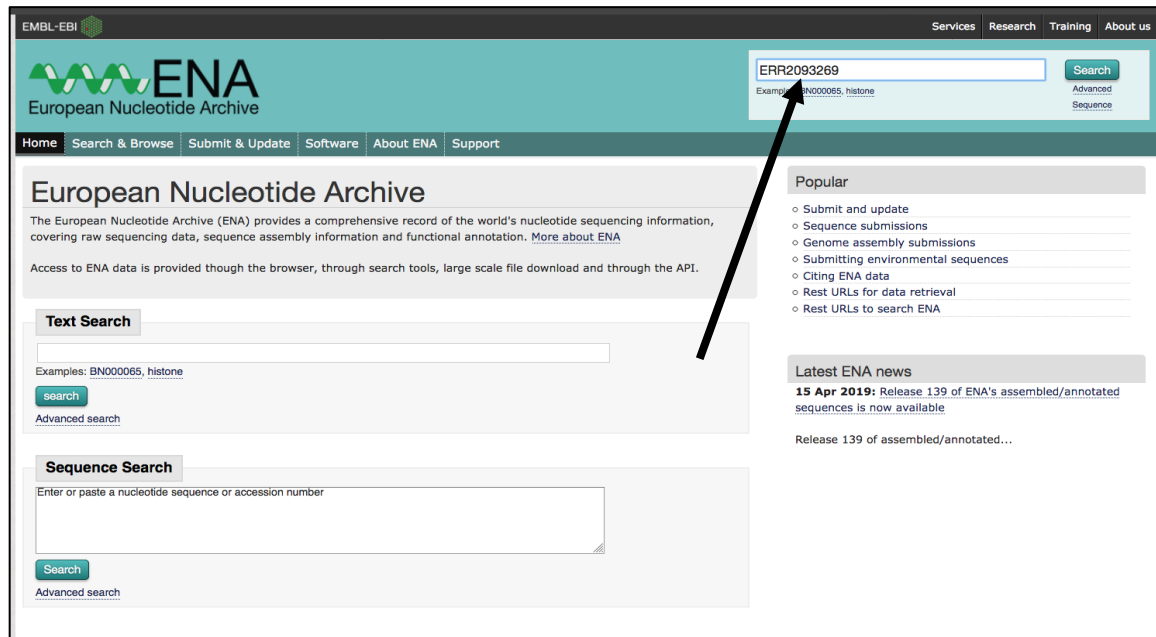 EMBL-EBI
Services Research Training About us
ENA
European Nucleotide Archive
ERR2093269
Search
BN000065, histone
Advanced
Sequence
Home Search & Browse Submit & Update Software About ENA Support
European Nucleotide Archive
The European Nucleotide Archive (ENA) provides a comprehensive record of the world's nucleotide sequencing information,
covering raw sequencing data, sequence assembly information and functional annotation. More about ENA
Access to ENA data is provided though the browser, through search tools, large scale file download and through the API.
Text Search
Examples: BN000065, histone
search
Advanced search
Sequence Search
Enter or paste a nucleotide sequence or accession number
Search
Advanced search
Popular
Submit and update
Sequence submissions
Genome assembly submissions
Submitting environmental sequences
Citing ENA data
Rest URLs for data retrieval
Rest URLs to search ENA
Latest ENA news
15 Apr 2019: Release 139 of ENA's assembled/annotated
sequences is now available
Release 139 of assembled/annotated...